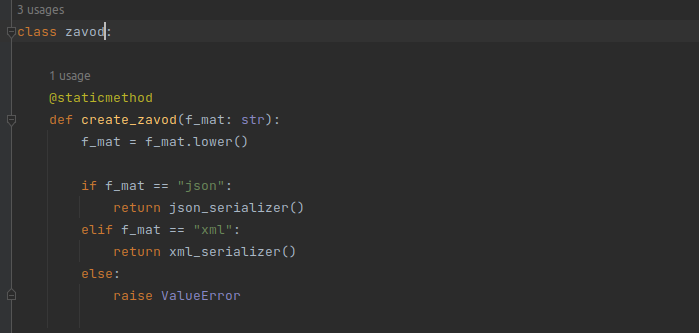 3 usages
class zavod:
1 usage
@staticmethod
def create_zavod(f_mat: str):
f_mat = f_mat.lower()
if f_mat == "json":
return json_serializer()
elif f_mat == "xml":
return xml_serializer()
else:
raise ValueError